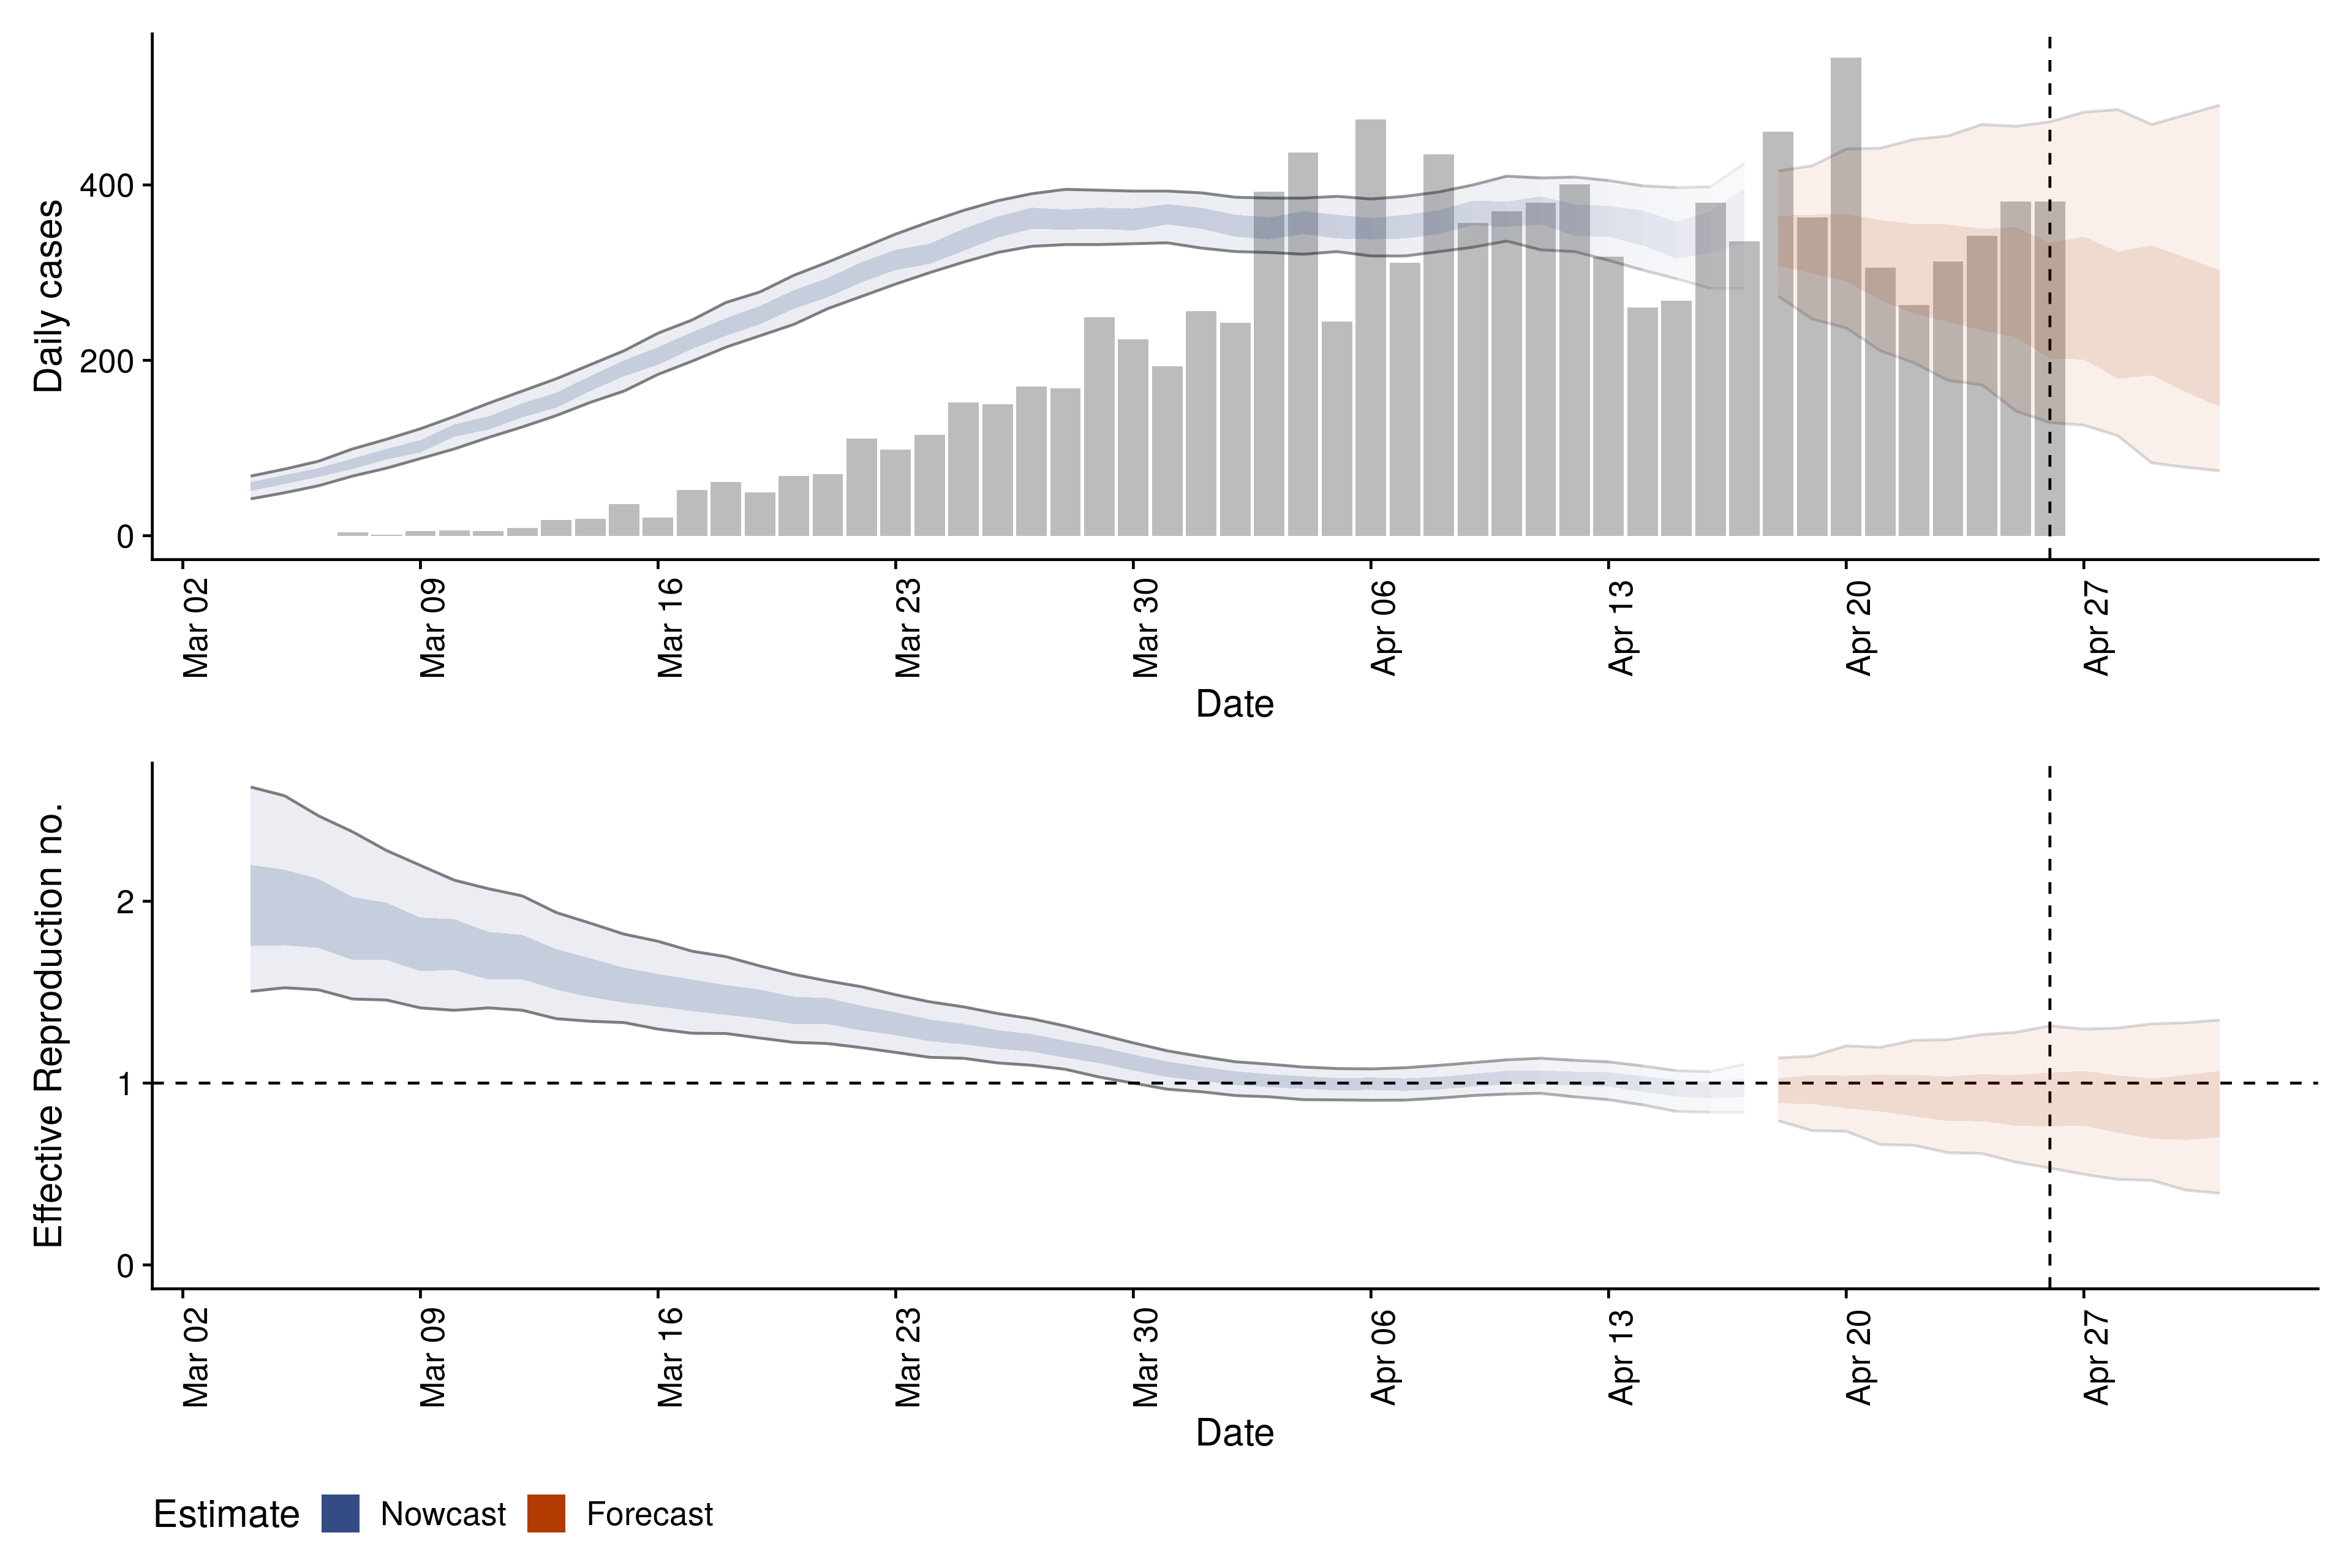 Daily cases
400
200
0
Mar 02
Mar 09
Mar 16
Mar 23
Mar 30
Apr 06
Apr 13
Apr 20
Apr 27
Date
Effective Reproduction no.
2
1
0
Mar 02
Mar 09
Mar 16
Mar 23
Mar 30
Apr 06
Apr 13
Apr 20
Apr 27
Date
Estimate Nowcast Forecast